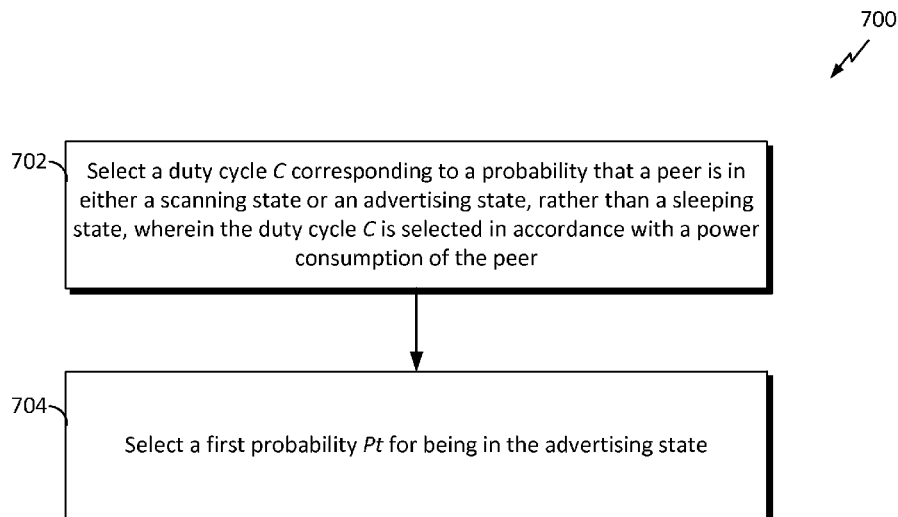 700
702
Select a duty cycle C corresponding to a probability that a peer is in
either a scanning state or an advertising state, rather than a sleeping
state, wherein the duty cycle C is selected in accordance with a power
consumption of the peer
704
Select a first probability Pt for being in the advertising state